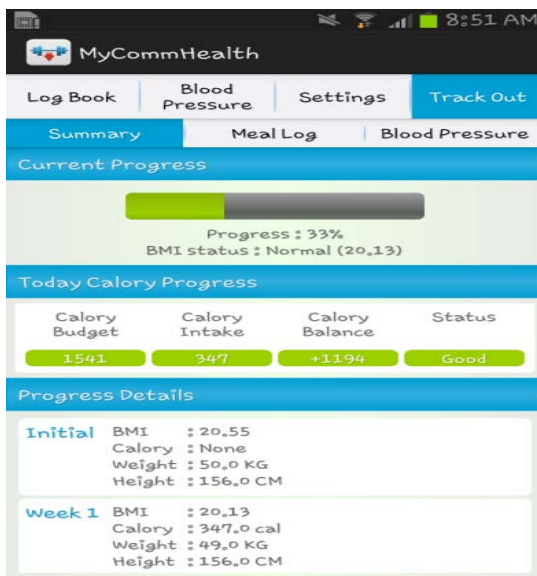 8:51 AM
MyCommHealth
Log Book Blood Pressure Settings Track Out
Summary Meal Log Blood Pressure
Current Progress
Progress : 33%
BMI status : Normal (20.13)
Today Calory Progress
Calory Budget Calory Intake Calory Balance Status
1541 347 +1194 Good
Progress Details
Initial BMI : 20.55
Calory : None
Weight : 50.0 KG
Height : 156.0 CM
Week 1 BMI : 20.13
Calory : 347.0 cal
Weight : 49.0 KG
Height : 156.0 CM